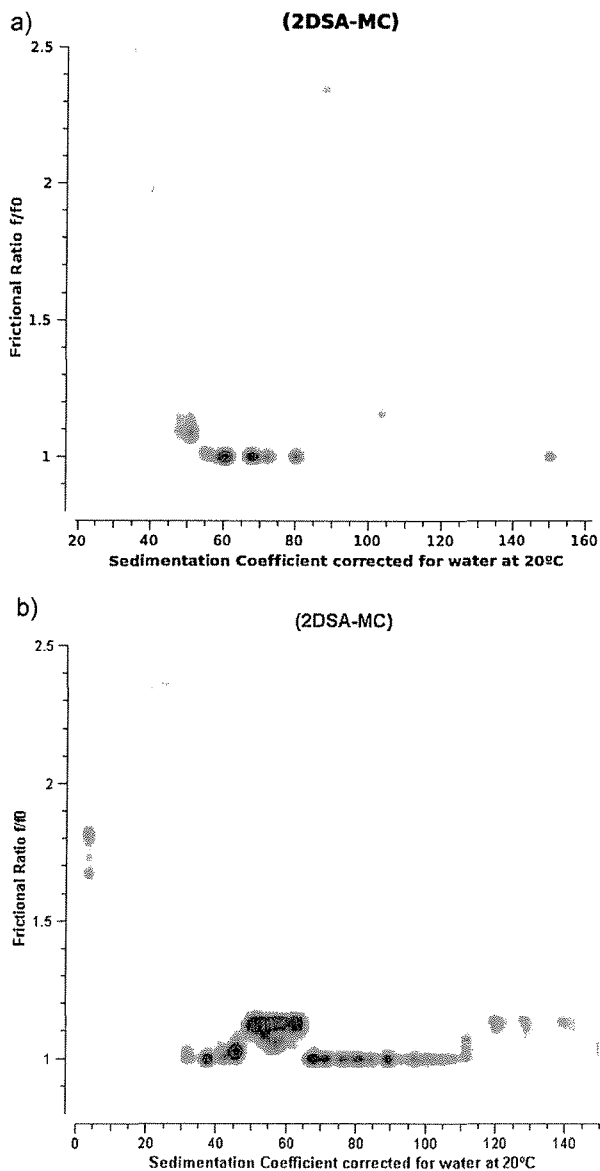 a)
(2DSA-MC)
2.5
2
1.5
1
Frictional Ratio f/f0
20 40 60 80 100 120 140 160
Sedimentation Coefficient corrected for water at 20ºC
b)
(2DSA-MC)
2.5
2
1.5
1
Frictional Ratio f/f0
0 20 40 60 80 100 120 140
Sedimentation Coefficient corrected for water at 20ºC